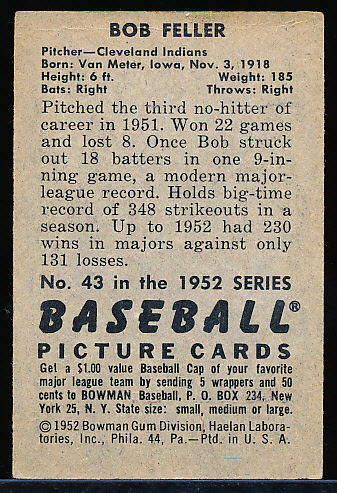 BOB FELLER
Pitcher—Cleveland Indians
Born: Van Meter, Iowa, Nov. 3, 1918
Height: 6 ft. Weight: 185
Bats: Right Throws: Right
Pitched the third no-hitter of
career in 1951. Won 22 games
and lost 8. Once Bob struck
out 18 batters in one 9-in-
ning game, a modern major-
league record. Holds big-time
record of 348 strikeouts in a
season. Up to 1952 had 230
wins in majors against only
131 losses.
No. 43 in the 1952 SERIES
BASEBALL®
PICTURE CARDS
Get a $1.00 value Baseball Cap of your favorite
major league team by sending 5 wrappers and 50
cents to BOWMAN Baseball, P. O. BOX 234, New
York 25, N. Y. State size: small, medium or large.
© 1952 Bowman Gum Division, Haelan Labora-
tories, Inc., Phila. 44, Pa.—Ptd. in U. S. A.